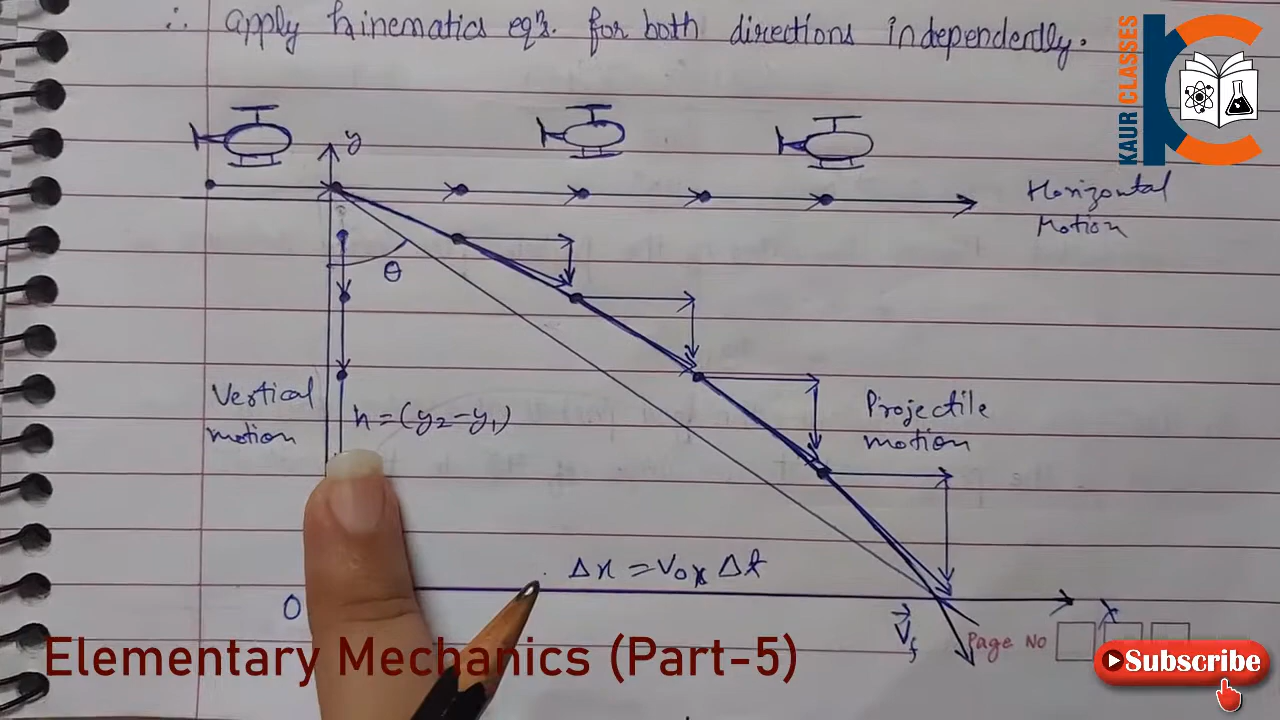 ∴ apply kinematics eqⁿs. for both directions independently.
KAUR CLASSES
y
Horizontal
Motion
θ
Vertical
motion
h=(y₂-y₁)
Projectile
motion
Δx = V₀ₓ Δt
O
V⃗f
x
Page No
Elementary Mechanics (Part-5)
Subscribe